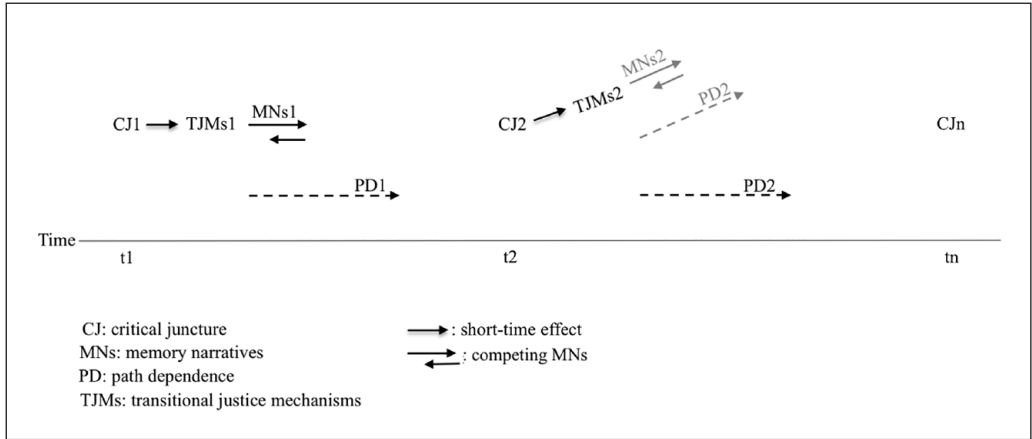 MNs2
PD2
TJMs2
CJ1 TJMs1 MNs1 CJ2 CJn
PD1 PD2
Time
t1 t2 tn
CJ: critical juncture : short-time effect
MNs: memory narratives : competing MNs
PD: path dependence
TJMs: transitional justice mechanisms